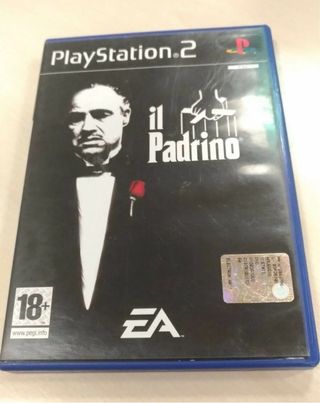 PlayStation®2
il
Padrino
18+
www.pegi.info
EA